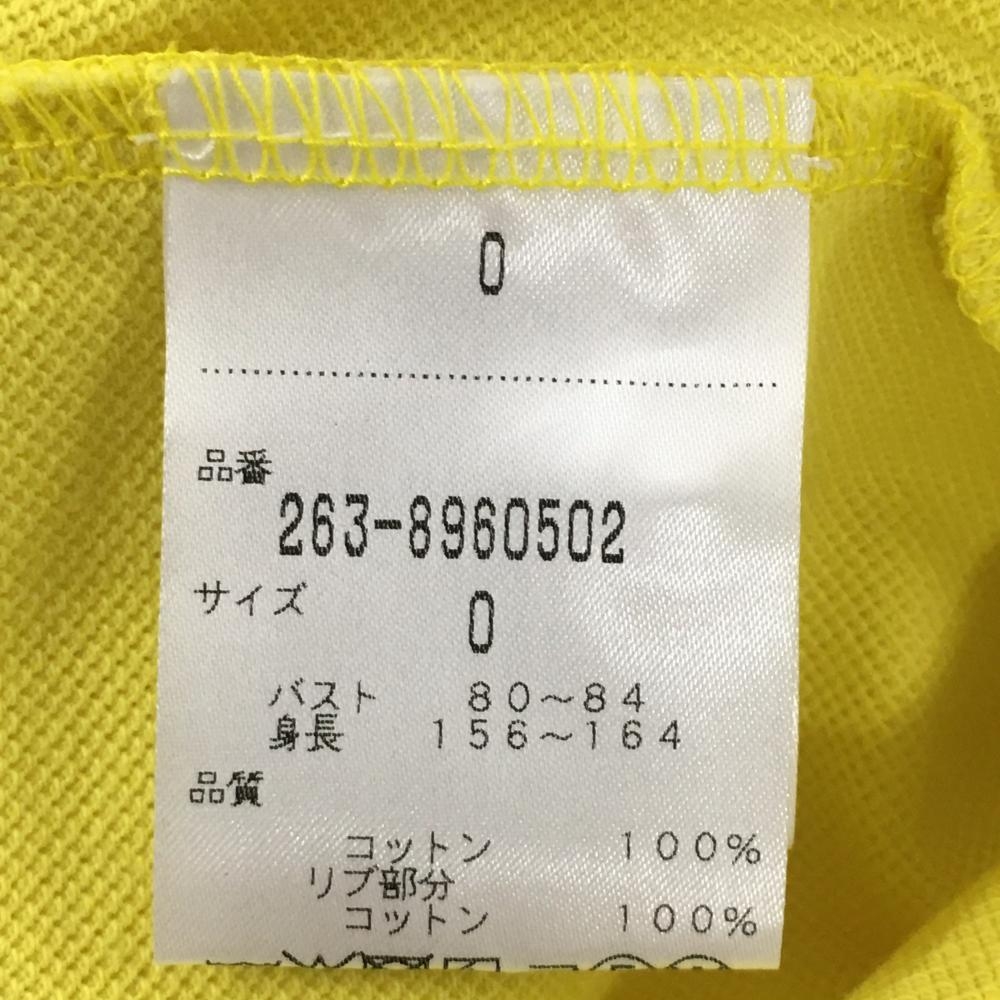 0
品番
263-8960502
サイズ 0
バスト 80～84
身長 156～164
品質
コットン 100%
リブ部分
コットン 100%